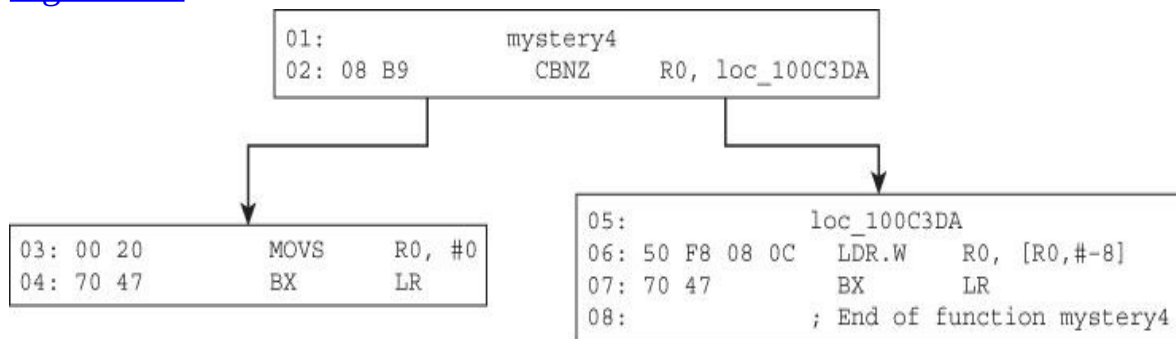 01: mystery4
02: 08 B9 CBNZ R0, loc_100C3DA
03: 00 20 MOVS R0, #0
04: 70 47 BX LR
05: loc_100C3DA
06: 50 F8 08 0C LDR.W R0, [R0,#-8]
07: 70 47 BX LR
08: ; End of function mystery4